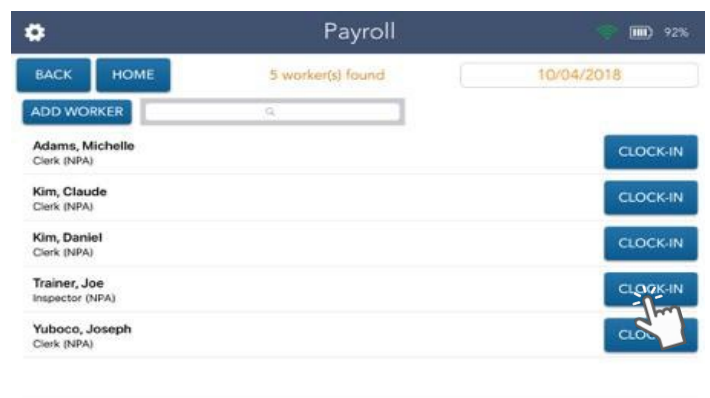 Payroll 92%
BACK HOME 5 worker(s) found 10/04/2018
ADD WORKER
Adams, Michelle
Clerk (NPA)
CLOCK-IN
Kim, Claude
Clerk (NPA)
CLOCK-IN
Kim, Daniel
Clerk (NPA)
CLOCK-IN
Trainer, Joe
Inspector (NPA)
CLOCK-IN
Yuboco, Joseph
Clerk (NPA)